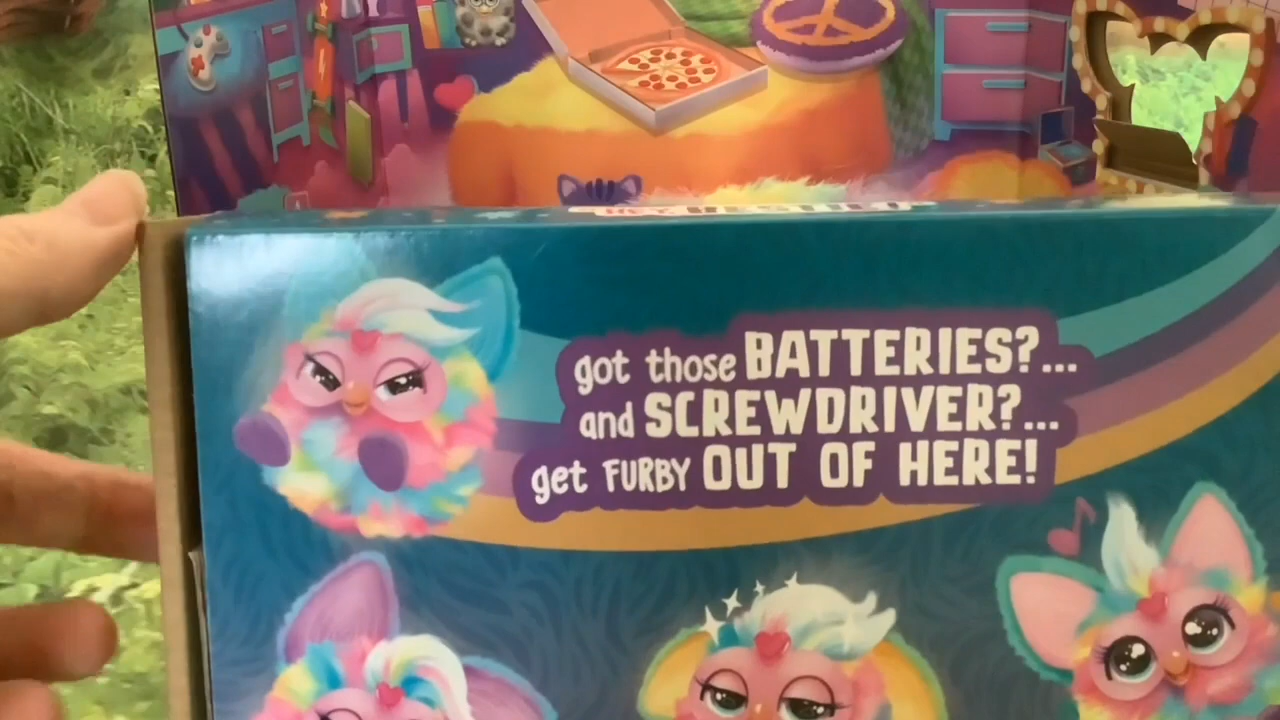 got those BATTERIES?...
and SCREWDRIVER?...
get FURBY OUT OF HERE!